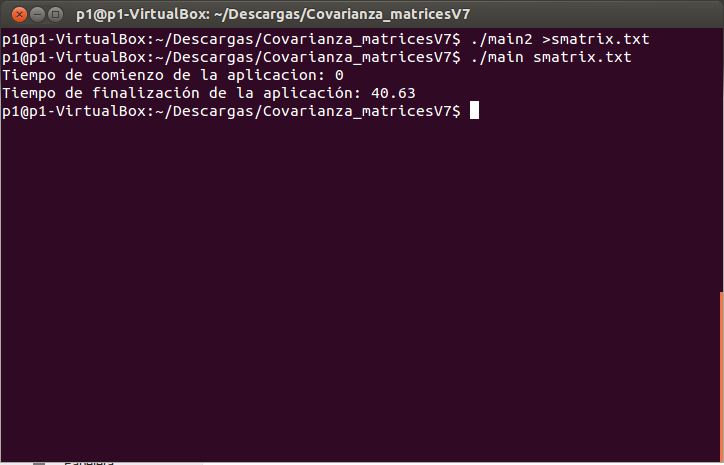 p1@p1-VirtualBox: ~/Descargas/Covarianza_matricesV7
p1@p1-VirtualBox:~/Descargas/Covarianza_matricesV7$ ./main2 >smatrix.txt
p1@p1-VirtualBox:~/Descargas/Covarianza_matricesV7$ ./main smatrix.txt
Tiempo de comienzo de la aplicacion: 0
Tiempo de finalización de la aplicación: 40.63
p1@p1-VirtualBox:~/Descargas/Covarianza_matricesV7$